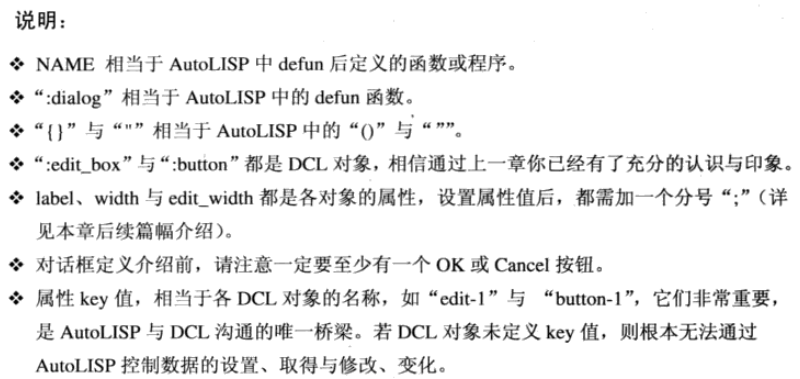 说明：
❖ NAME 相当于 AutoLISP 中 defun 后定义的函数或程序。
❖ “:dialog”相当于 AutoLISP 中的 defun 函数。
❖ “{}”与“""”相当于 AutoLISP 中的“()”与“””。
❖ “:edit_box”与“:button”都是 DCL 对象，相信通过上一章你已经有了充分的认识与印象。
❖ label、width 与 edit_width 都是各对象的属性，设置属性值后，都需加一个分号“;”（详
见本章后续篇幅介绍）。
❖ 对话框定义介绍前，请注意一定要至少有一个 OK 或 Cancel 按钮。
❖ 属性 key 值，相当于各 DCL 对象的名称，如“edit-1”与 “button-1”，它们非常重要，
是 AutoLISP 与 DCL 沟通的唯一桥梁。若 DCL 对象未定义 key 值，则根本无法通过
AutoLISP 控制数据的设置、取得与修改、变化。